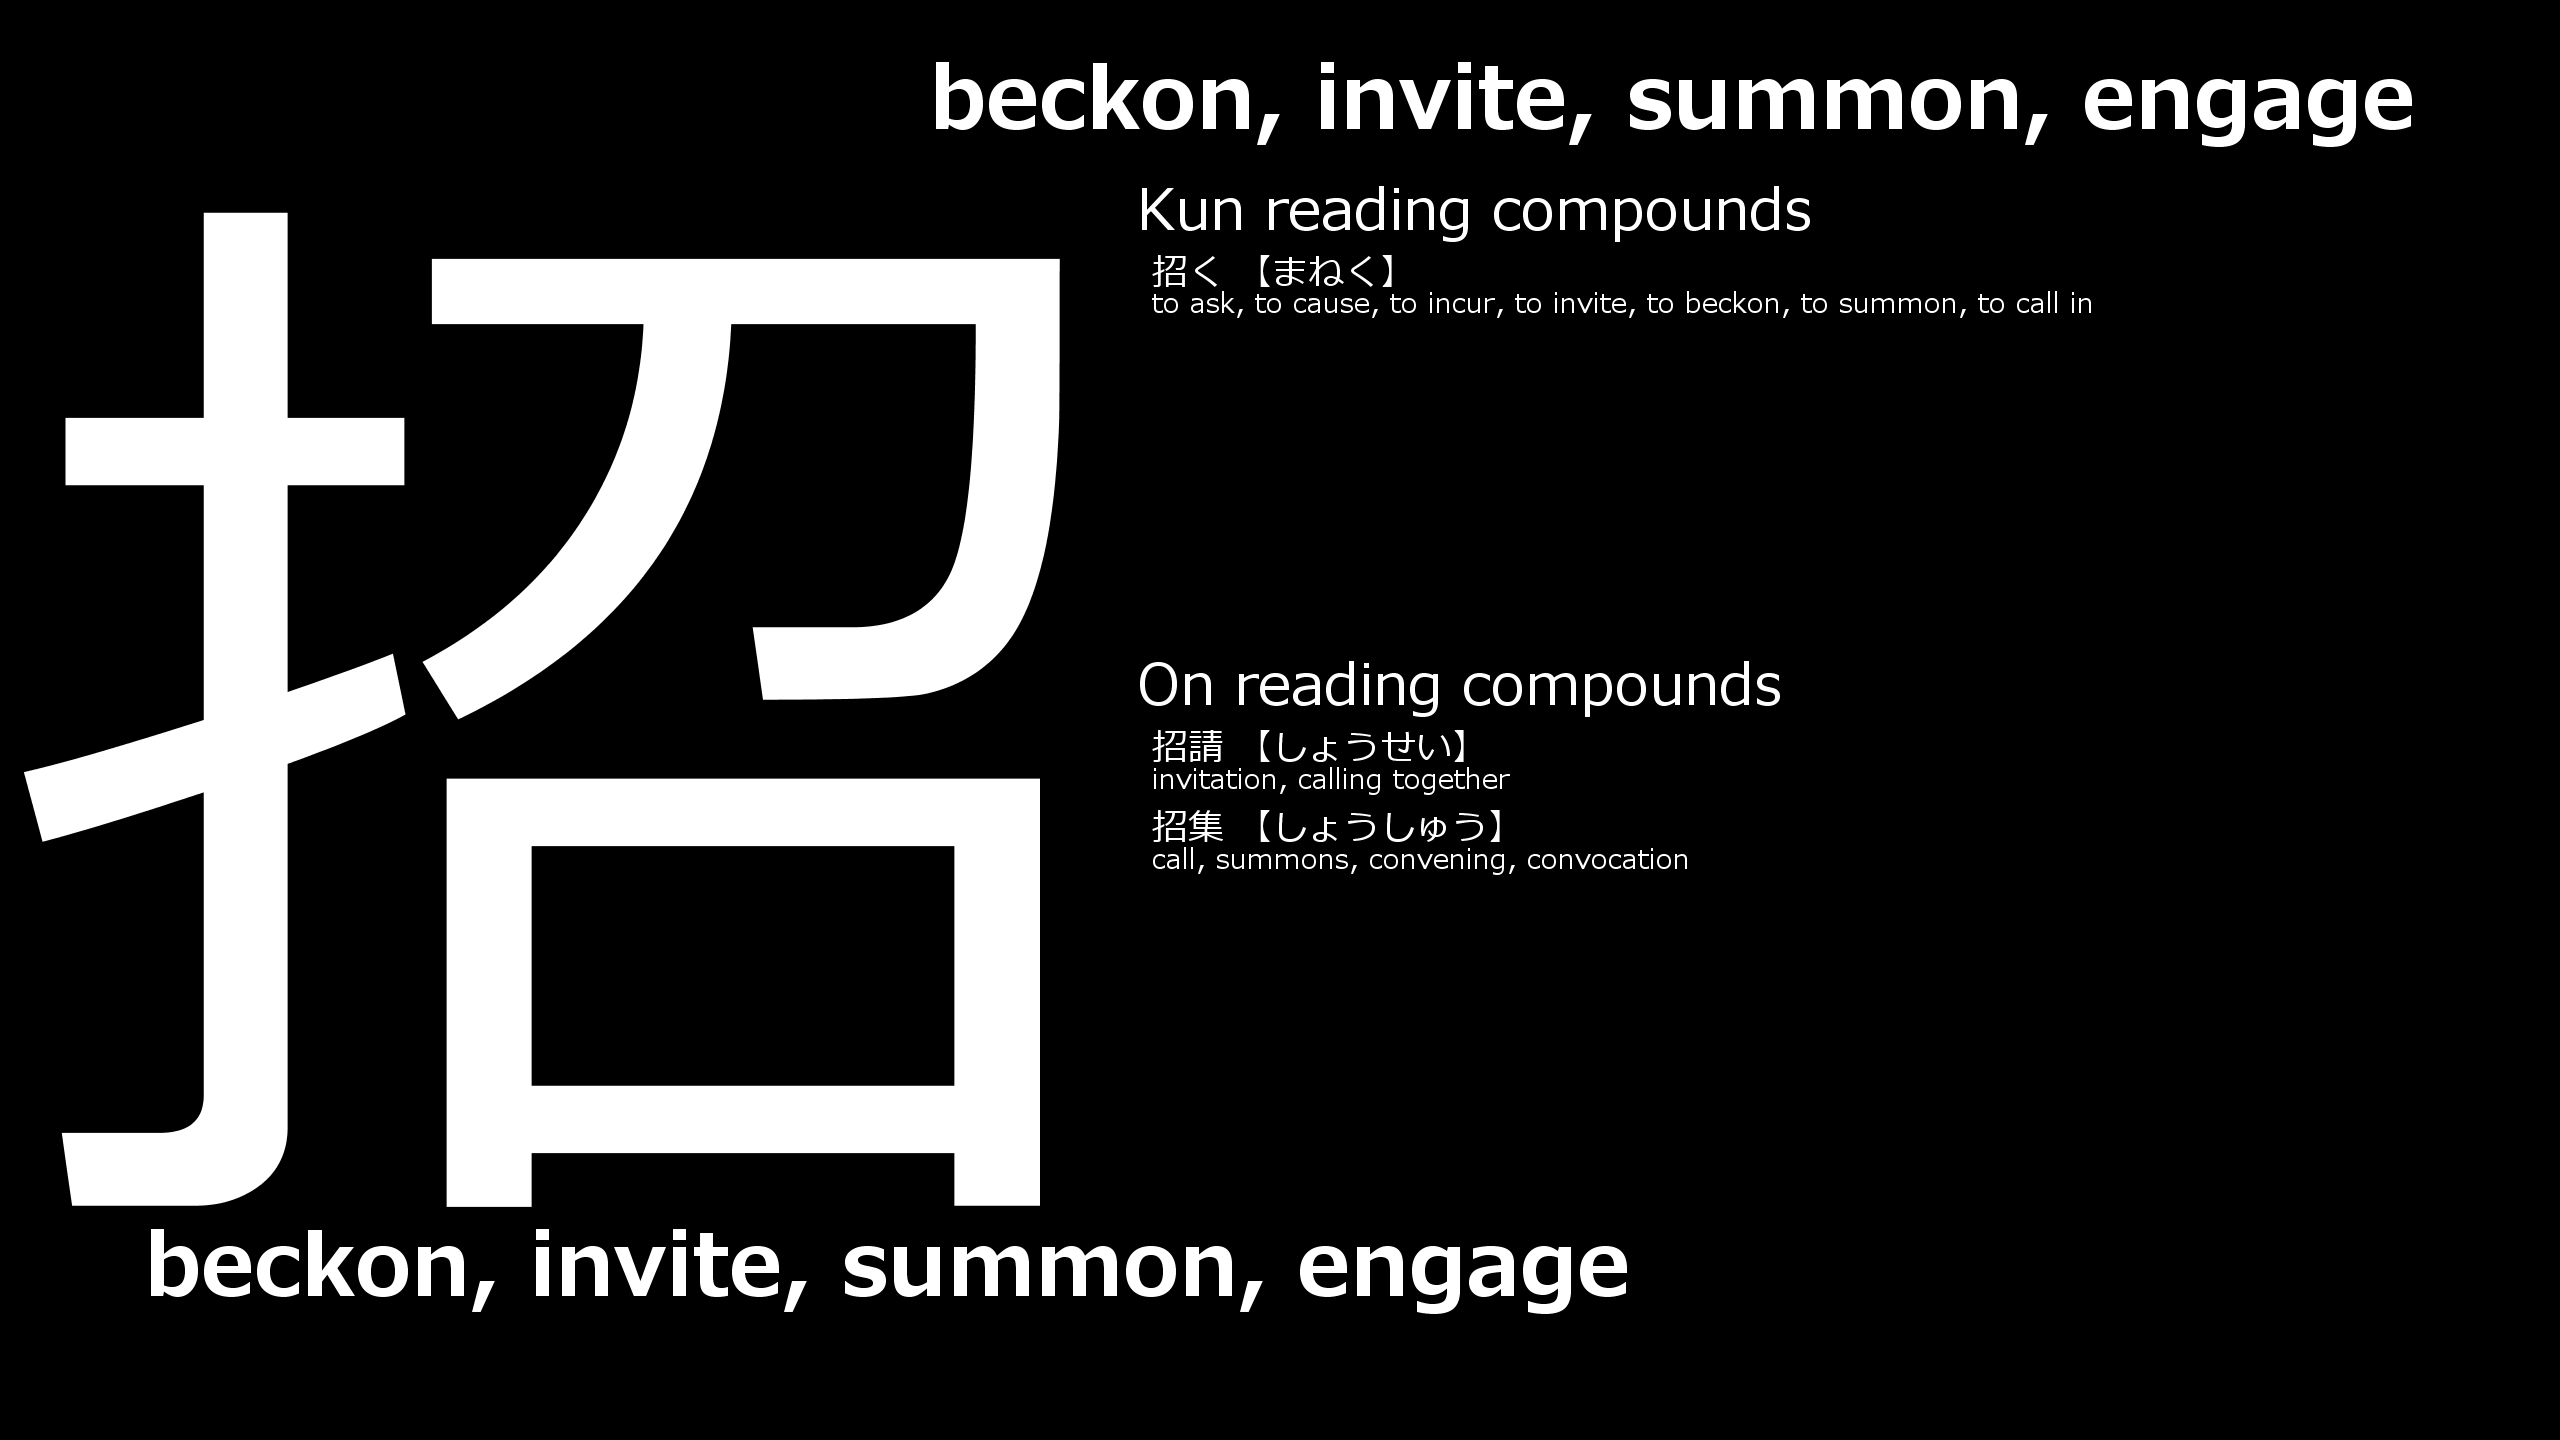 beckon, invite, summon, engage
招
Kun reading compounds
招く 【まねく】
to ask, to cause, to incur, to invite, to beckon, to summon, to call in
On reading compounds
招請 【しょうせい】
invitation, calling together
招集 【しょうしゅう】
call, summons, convening, convocation
beckon, invite, summon, engage